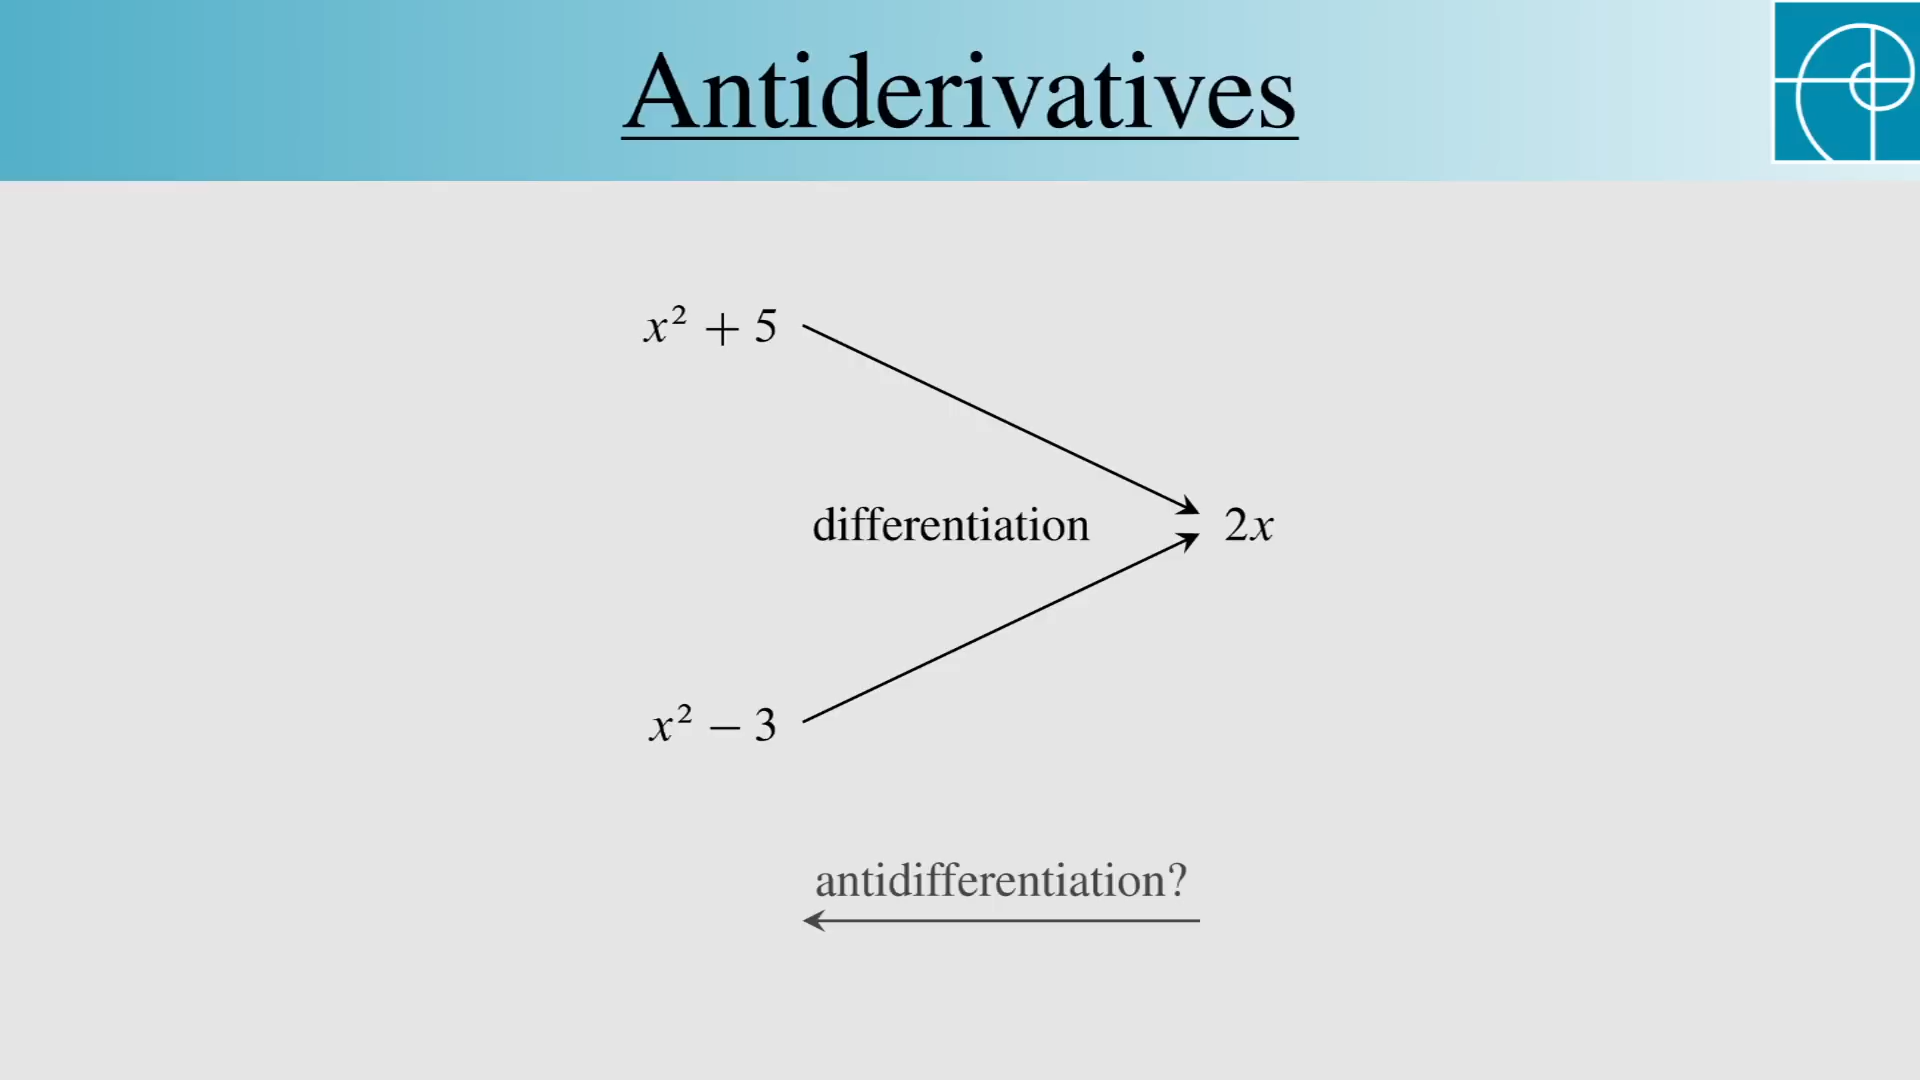 Antiderivatives
x² + 5
differentiation 2x
x² − 3
antidifferentiation?